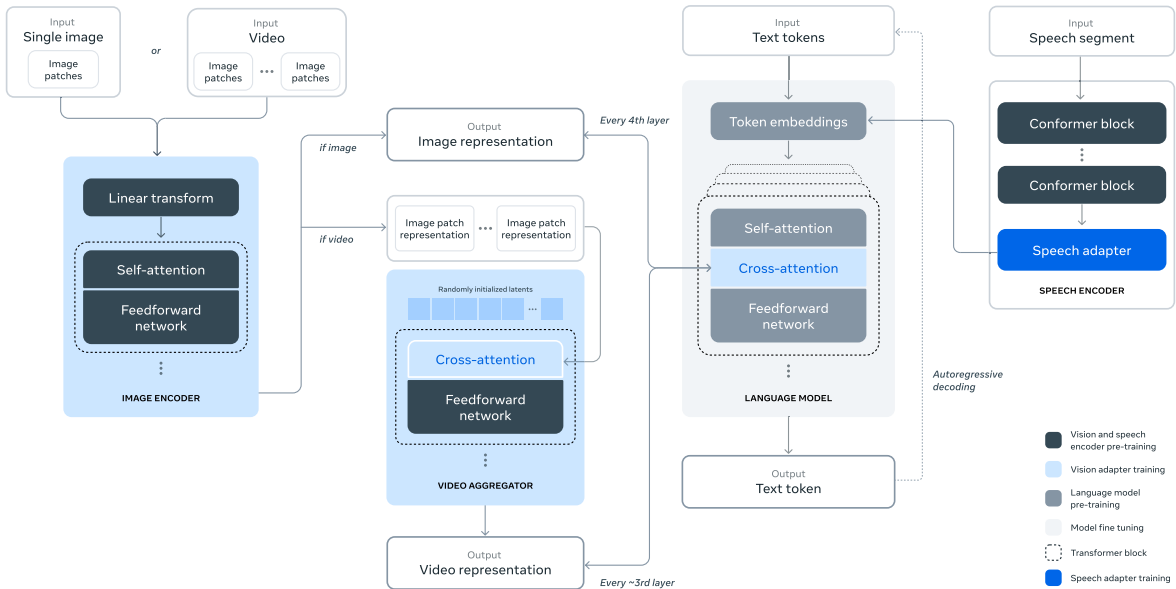 Input
Single image
Image
patches
or
Input
Video
Image
patches
...
Image
patches
Linear transform
Self-attention
Feedforward
network
IMAGE ENCODER
if image
if video
Output
Image representation
Image patch
representation
...
Image patch
representation
Randomly initialized latents
...
Cross-attention
Feedforward
network
VIDEO AGGREGATOR
Output
Video representation
Every 4th layer
Every ~3rd layer
Input
Text tokens
Token embeddings
Self-attention
Cross-attention
Feedforward
network
LANGUAGE MODEL
Output
Text token
Autoregressive
decoding
Input
Speech segment
Conformer block
Conformer block
Speech adapter
SPEECH ENCODER
Vision and speech
encoder pre-training
Vision adapter training
Language model
pre-training
Model fine tuning
Transformer block
Speech adapter training